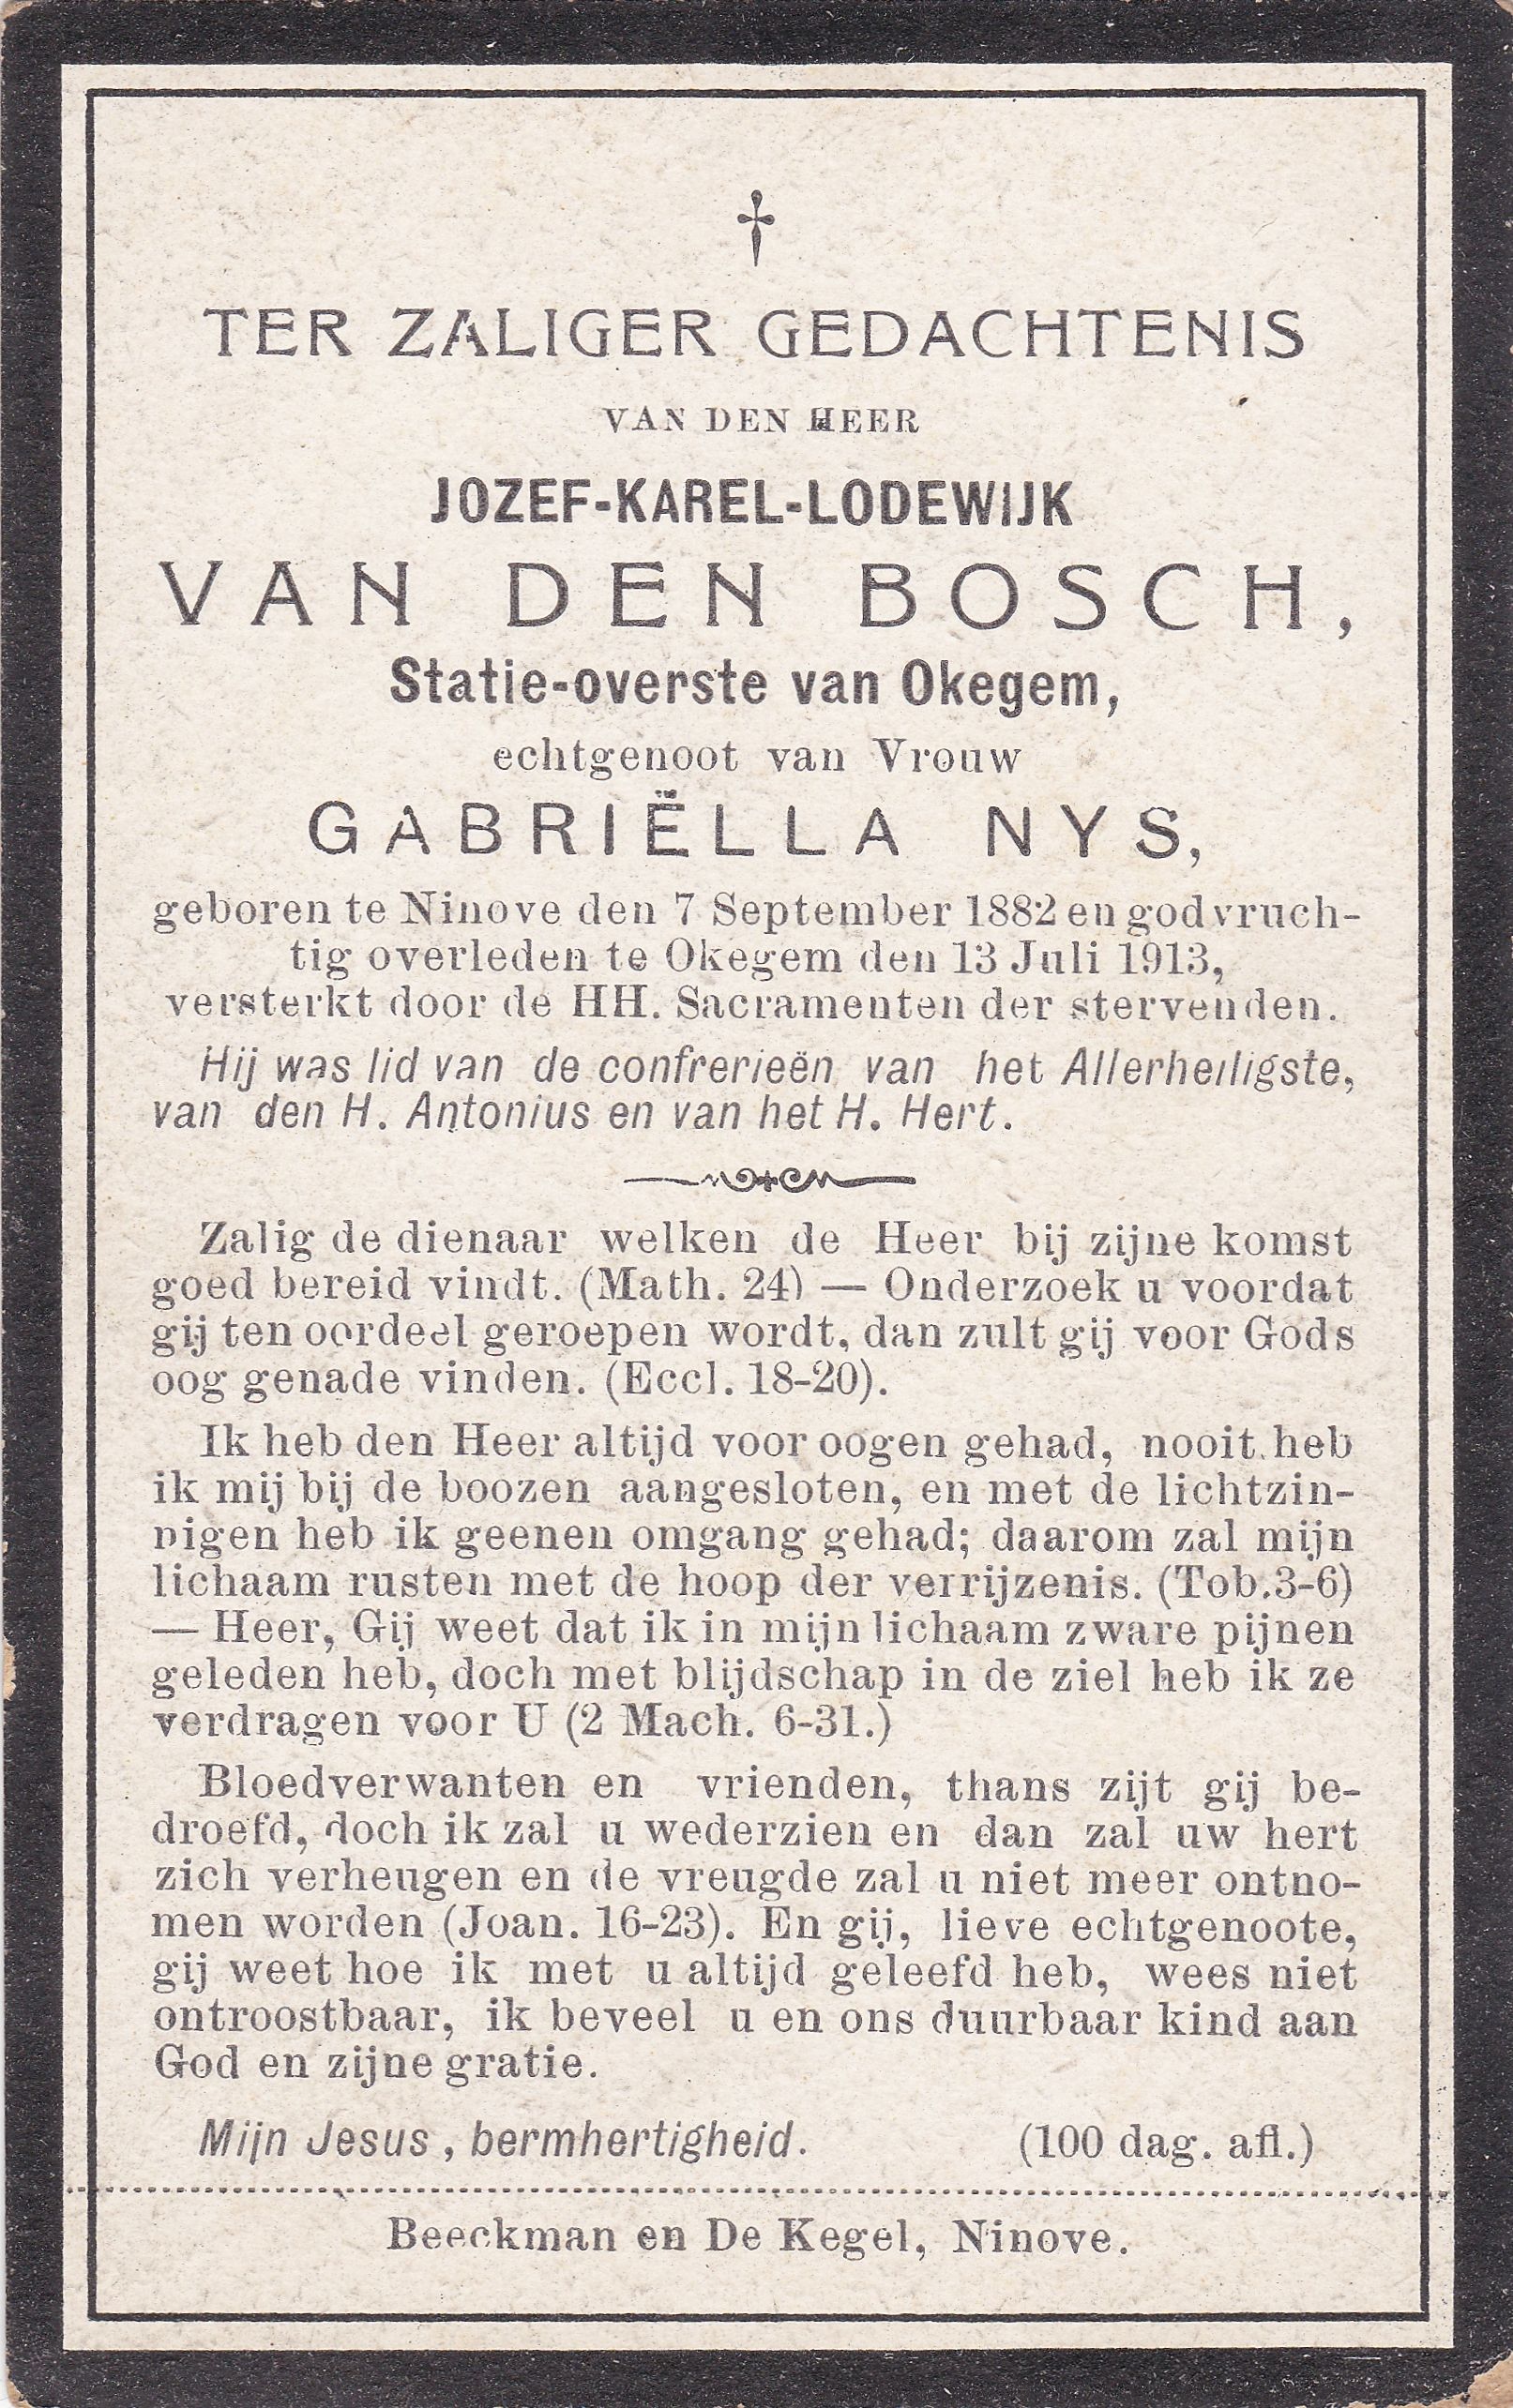 TER ZALIGER GEDACHTENIS
VAN DEN HEER
JOZEF-KAREL-LODEWIJK
VAN DEN BOSCH,
Statie-overste van Okegem,
echtgenoot van Vrouw
GABRIËLLA NYS,
geboren te Ninove den 7 September 1882 en godvruch-
tig overleden te Okegem den 13 Juli 1913,
versterkt door de HH. Sacramenten der stervenden.
Hij was lid van de confrerieën van het Allerheiligste,
van den H. Antonius en van het H. Hert.
Zalig de dienaar welken de Heer bij zijne komst
goed bereid vindt. (Math. 24) — Onderzoek u voordat
gij ten oordeel geroepen wordt, dan zult gij voor Gods
oog genade vinden. (Eccl. 18-20).
Ik heb den Heer altijd voor oogen gehad, nooit heb
ik mij bij de boozen aangesloten, en met de lichtzin-
nigen heb ik geenen omgang gehad; daarom zal mijn
lichaam rusten met de hoop der verrijzenis. (Tob.3-6)
— Heer, Gij weet dat ik in mijn lichaam zware pijnen
geleden heb, doch met blijdschap in de ziel heb ik ze
verdragen voor U (2 Mach. 6-31.)
Bloedverwanten en vrienden, thans zijt gij be-
droefd, doch ik zal u wederzien en dan zal uw hert
zich verheugen en de vreugde zal u niet meer ontno-
men worden (Joan. 16-23). En gij, lieve echtgenoote,
gij weet hoe ik met u altijd geleefd heb, wees niet
ontroostbaar, ik beveel u en ons duurbaar kind aan
God en zijne gratie.
Mijn Jesus, bermhertigheid. (100 dag. afl.)
Beeckman en De Kegel, Ninove.